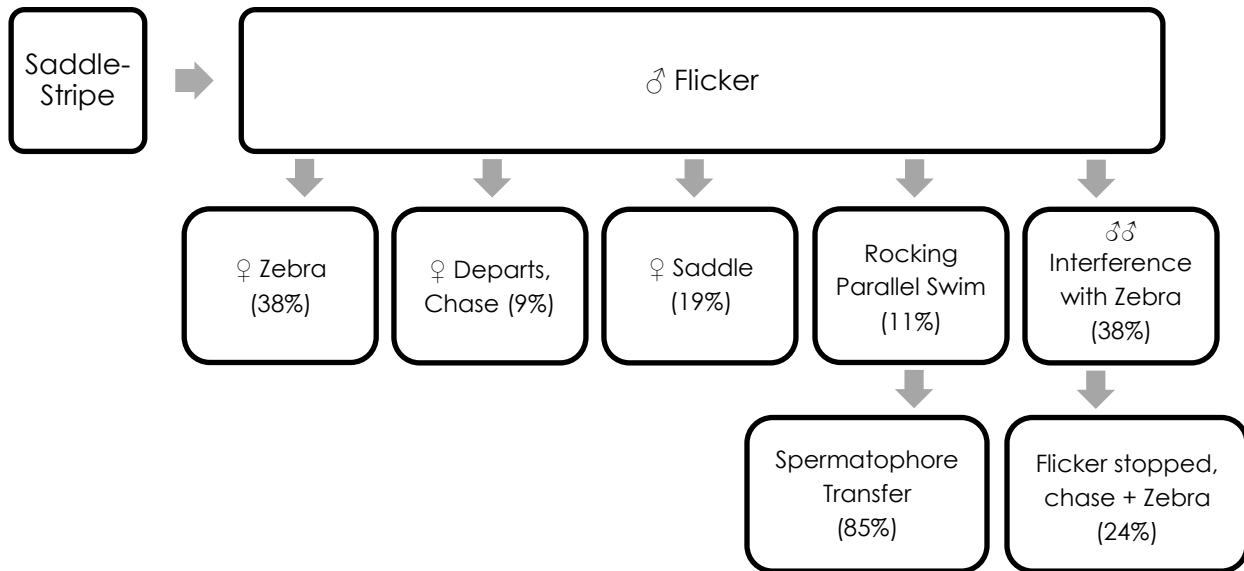 Saddle-
Stripe
♂ Flicker
♀ Zebra
(38%)
♀ Departs,
Chase (9%)
♀ Saddle
(19%)
Rocking
Parallel Swim
(11%)
♂♂
Interference
with Zebra
(38%)
Spermatophore
Transfer
(85%)
Flicker stopped,
chase + Zebra
(24%)